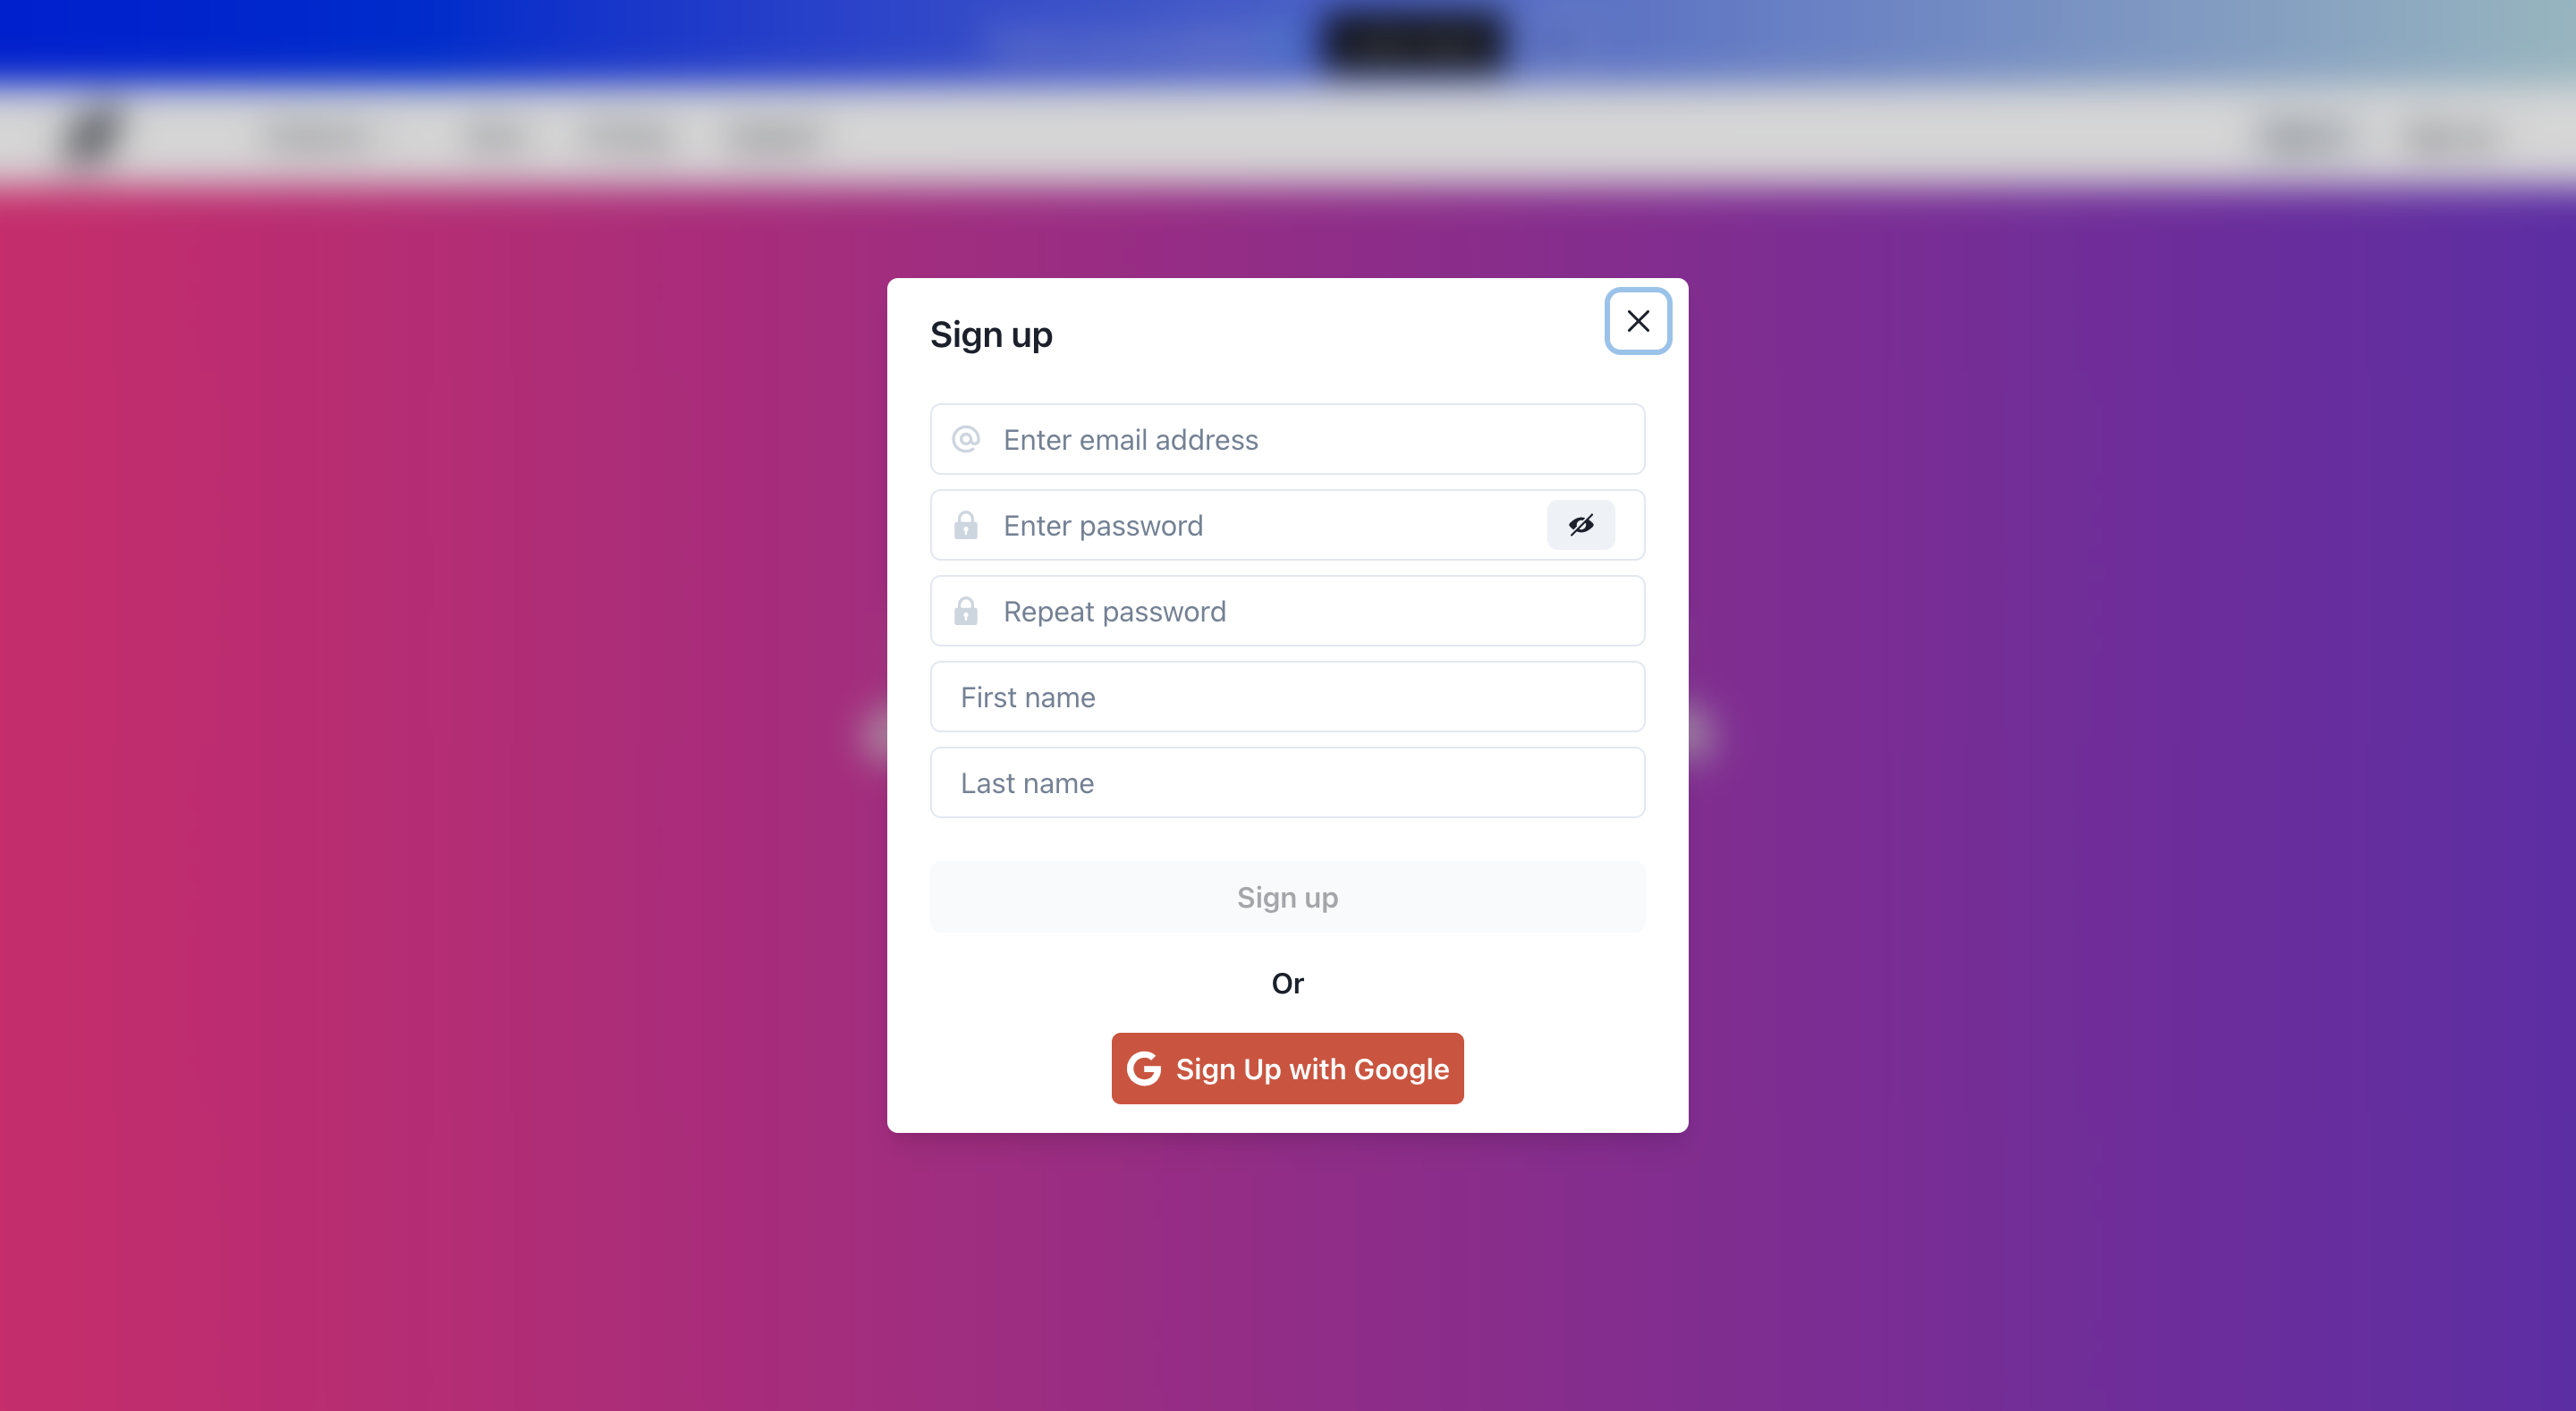 Sign up
Enter email address
Enter password
Repeat password
First name
Last name
Sign up
Or
Sign Up with Google